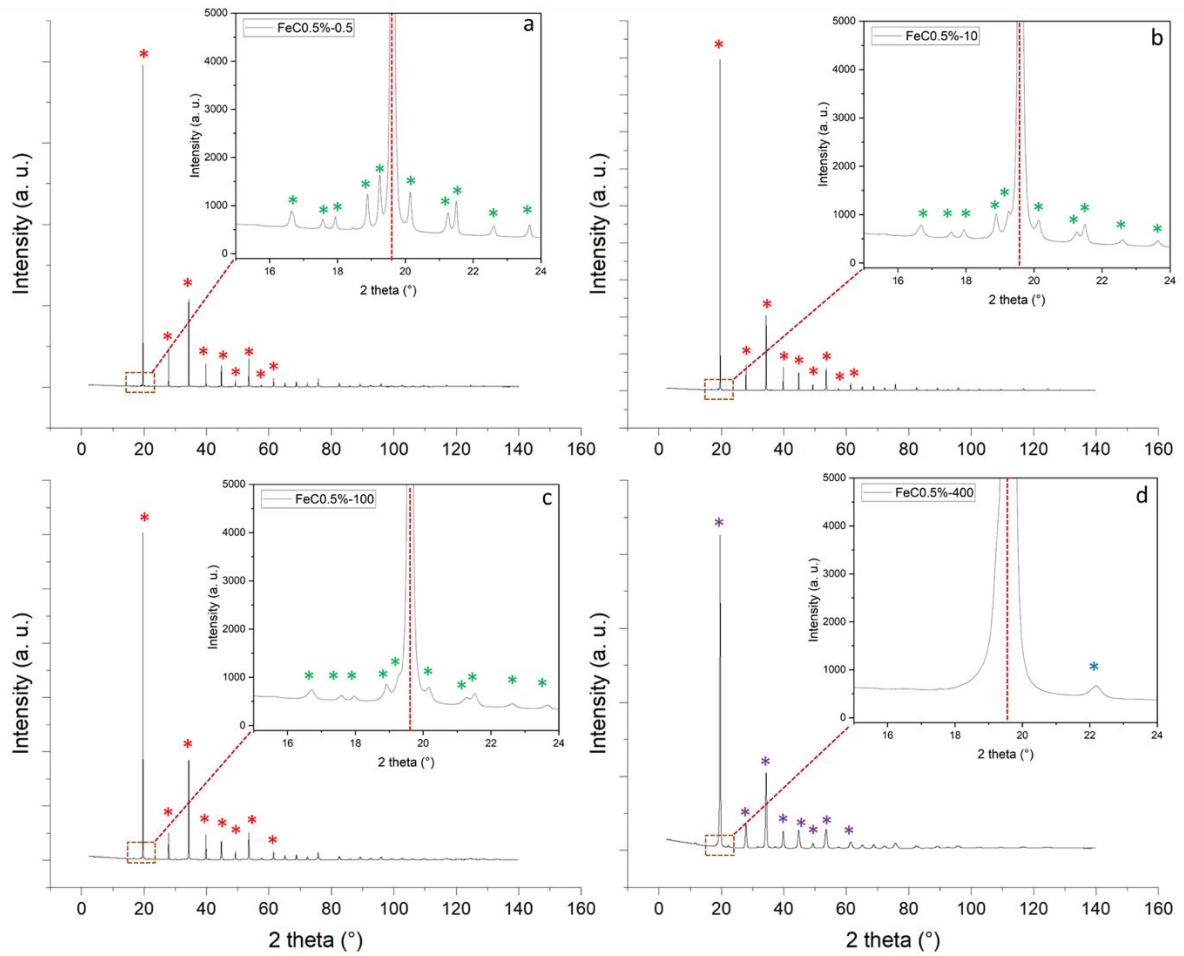 a
FeC0.5%-0.5
5000
4000
3000
2000
1000
0
Intensity (a. u.)
16 18 20 22 24
2 theta (°)
* * * * * * * * * *
* * * * * * * * *
Intensity (a. u.)
0 20 40 60 80 100 120 140 160
b
FeC0.5%-10
5000
4000
3000
2000
1000
0
Intensity (a. u.)
16 18 20 22 24
2 theta (°)
* * * * * * * * * *
* * * * * * * * *
Intensity (a. u.)
0 20 40 60 80 100 120 140 160
c
FeC0.5%-100
5000
4000
3000
2000
1000
0
Intensity (a. u.)
16 18 20 22 24
2 theta (°)
* * * * * * * * * *
* * * * * * * *
Intensity (a. u.)
0 20 40 60 80 100 120 140 160
2 theta (°)
d
FeC0.5%-400
5000
4000
3000
2000
1000
0
Intensity (a. u.)
16 18 20 22 24
2 theta (°)
*
* * * * * * * *
Intensity (a. u.)
0 20 40 60 80 100 120 140 160
2 theta (°)